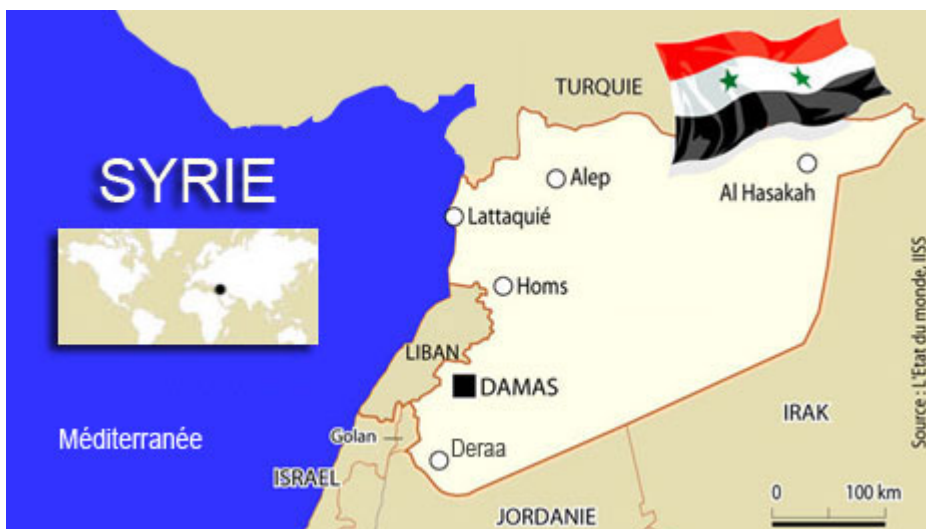 TURQUIE
SYRIE
Alep
Al Hasakah
Lattaquié
Homs
LIBAN
DAMAS
IRAK
Méditerranée
Golan
Deraa
ISRAEL
JORDANIE
0 100 km
Source : L'Etat du monde, IISS